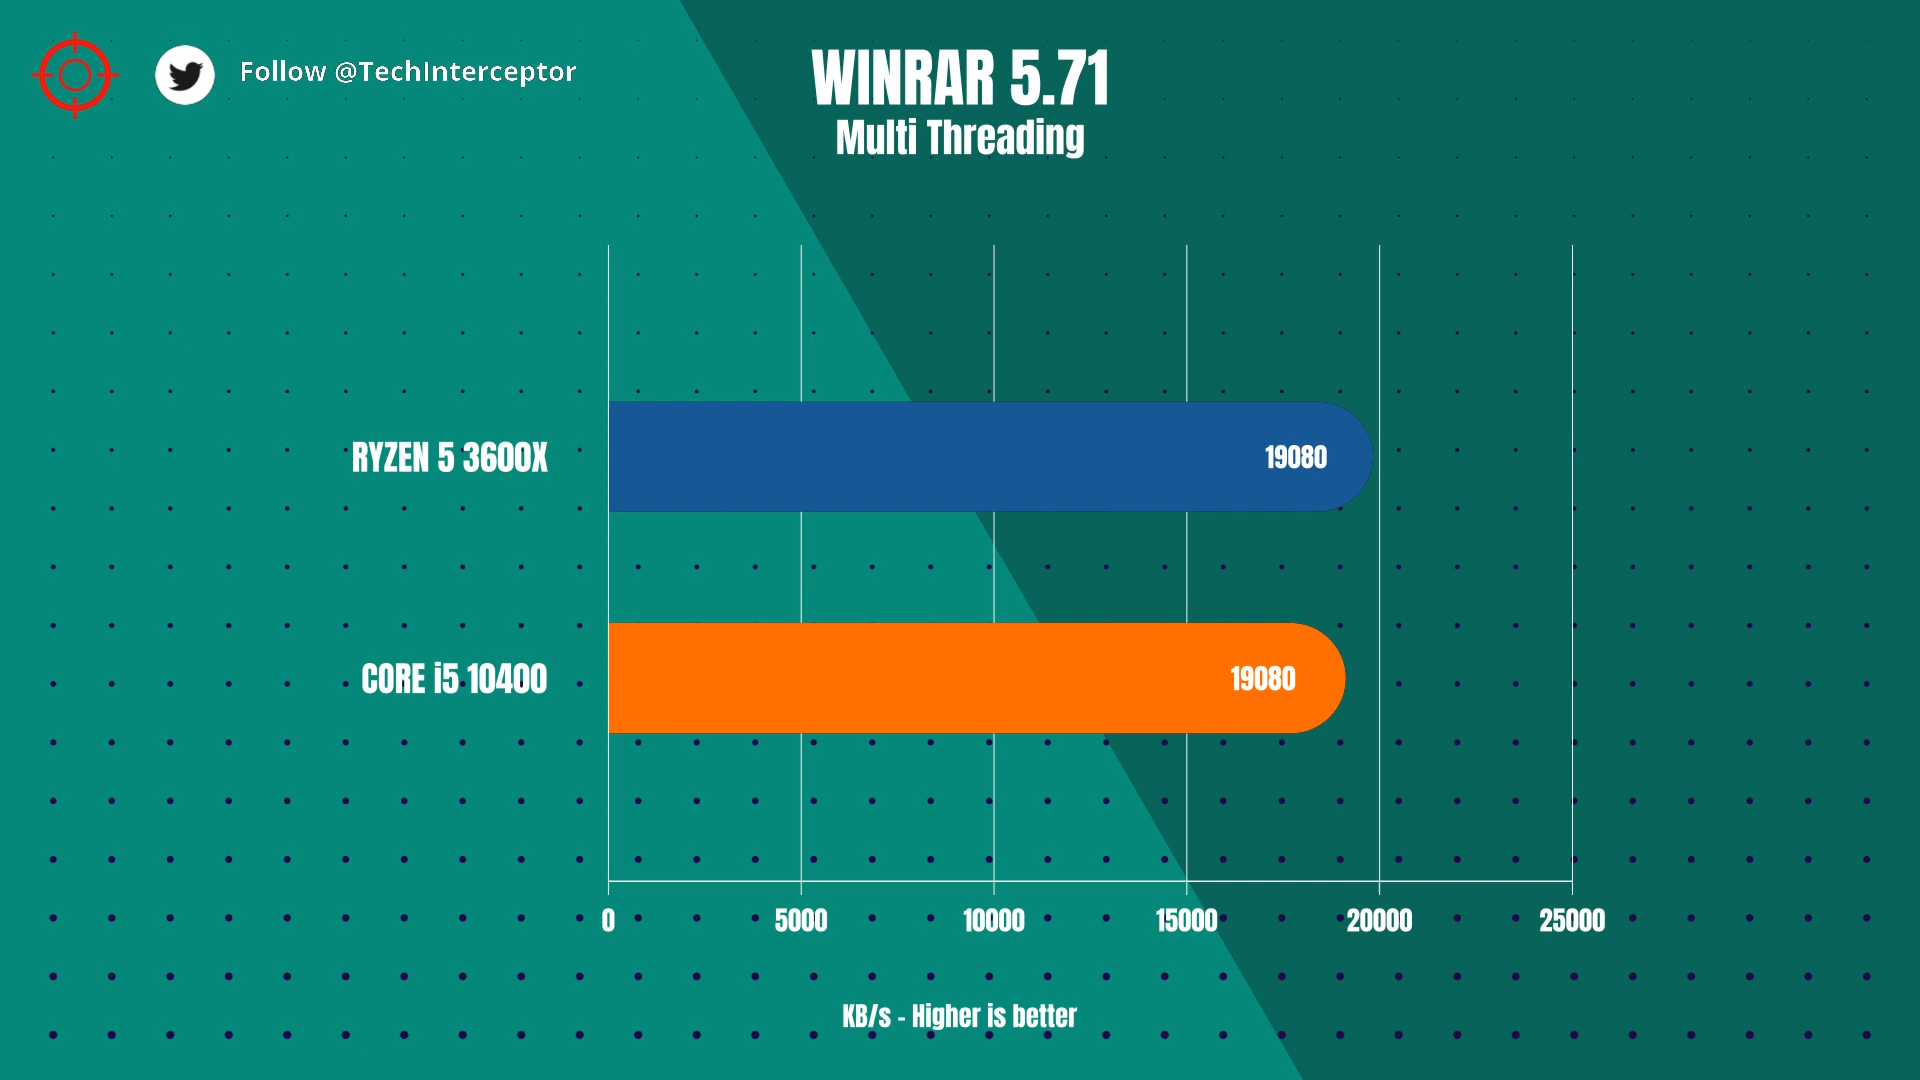 Follow @TechInterceptor
WINRAR 5.71
Multi Threading
RYZEN 5 3600X
19080
CORE i5 10400
19080
0 5000 10000 15000 20000 25000
KB/s - Higher is better